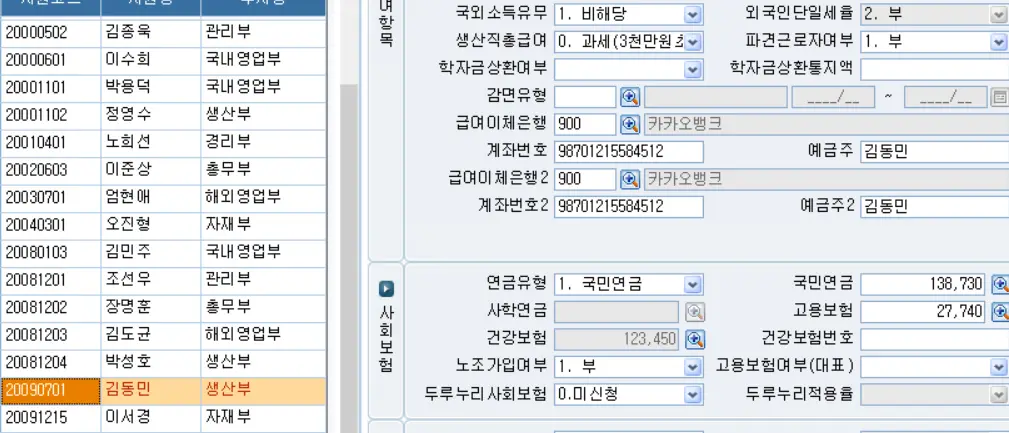 20000502 김종욱 관리부
20000601 이수희 국내영업부
20001101 박용덕 국내영업부
20001102 정영수 생산부
20010401 노희선 경리부
20020603 이준상 총무부
20030701 엄현애 해외영업부
20040301 오진형 자재부
20080103 김민주 국내영업부
20081201 조선우 관리부
20081202 장명훈 총무부
20081203 김도균 해외영업부
20081204 박성호 생산부
20090701 김동민 생산부
20091215 이서경 자재부
여
항
목
국외소득유무 1. 비해당 외국인단일세율 2. 부
생산직총급여 0. 과세(3천만원초 파견근로자여부 1. 부
학자금상환여부 학자금상환통지액
감면유형 ____/__ ~ ____/__
급여이체은행 900 카카오뱅크
계좌번호 98701215584512 예금주 김동민
급여이체은행2 900 카카오뱅크
계좌번호2 98701215584512 예금주2 김동민
사
회
보
험
연금유형 1. 국민연금 국민연금 138,730
사학연금 고용보험 27,740
건강보험 123,450 건강보험번호
노조가입여부 1. 부 고용보험여부(대표)
두루누리사회보험 0.미신청 두루누리적용율